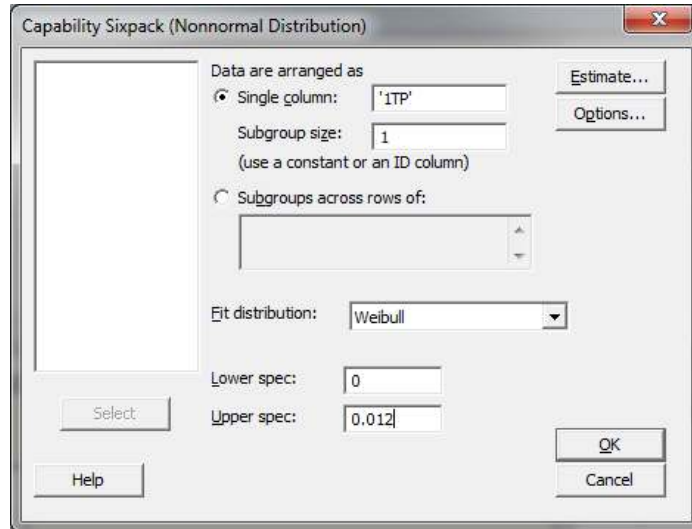 Capability Sixpack (Nonnormal Distribution)
x
Data are arranged as
Single column: '1TP'
Subgroup size: 1
(use a constant or an ID column)
Subgroups across rows of:
Fit distribution: Weibull
Lower spec: 0
Upper spec: 0.012
Estimate...
Options...
Select
Help
OK
Cancel